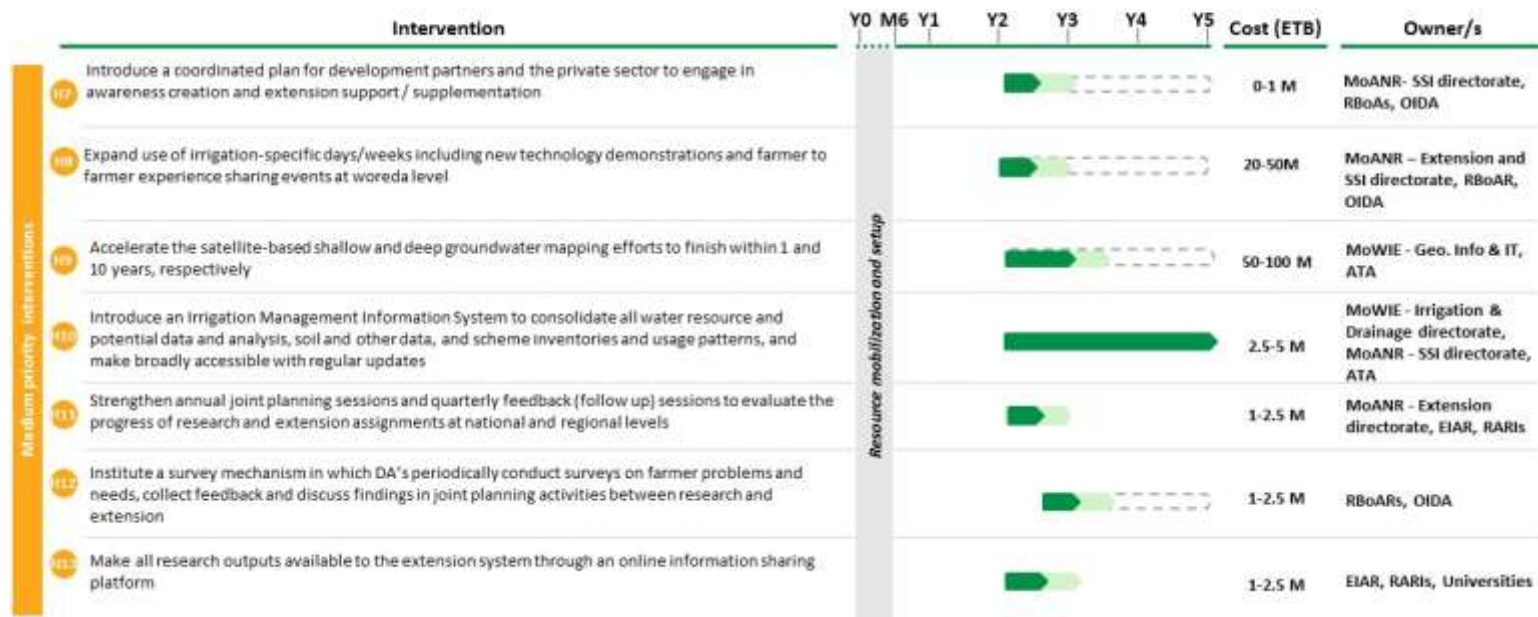 Intervention
Y0 M6 Y1 Y2 Y3 Y4 Y5
Cost (ETB)
Owner/s
Medium priority interventions
Resource mobilization and setup
H7
Introduce a coordinated plan for development partners and the private sector to engage in
awareness creation and extension support / supplementation
0-1 M
MoANR- SSI directorate,
RBoAs, OIDA
H8
Expand use of irrigation-specific days/weeks including new technology demonstrations and farmer to
farmer experience sharing events at woreda level
20-50M
MoANR – Extension and
SSI directorate, RBoAR,
OIDA
H9
Accelerate the satellite-based shallow and deep groundwater mapping efforts to finish within 1 and
10 years, respectively
50-100 M
MoWIE - Geo. Info & IT,
ATA
H10
Introduce an Irrigation Management Information System to consolidate all water resource and
potential data and analysis, soil and other data, and scheme inventories and usage patterns, and
make broadly accessible with regular updates
2.5-5 M
MoWIE - Irrigation &
Drainage directorate,
MoANR - SSI directorate,
ATA
H11
Strengthen annual joint planning sessions and quarterly feedback (follow up) sessions to evaluate the
progress of research and extension assignments at national and regional levels
1-2.5 M
MoANR - Extension
directorate, EIAR, RARIs
H12
Institute a survey mechanism in which DA's periodically conduct surveys on farmer problems and
needs, collect feedback and discuss findings in joint planning activities between research and
extension
1-2.5 M
RBoARs, OIDA
H13
Make all research outputs available to the extension system through an online information sharing
platform
1-2.5 M
EIAR, RARIs, Universities